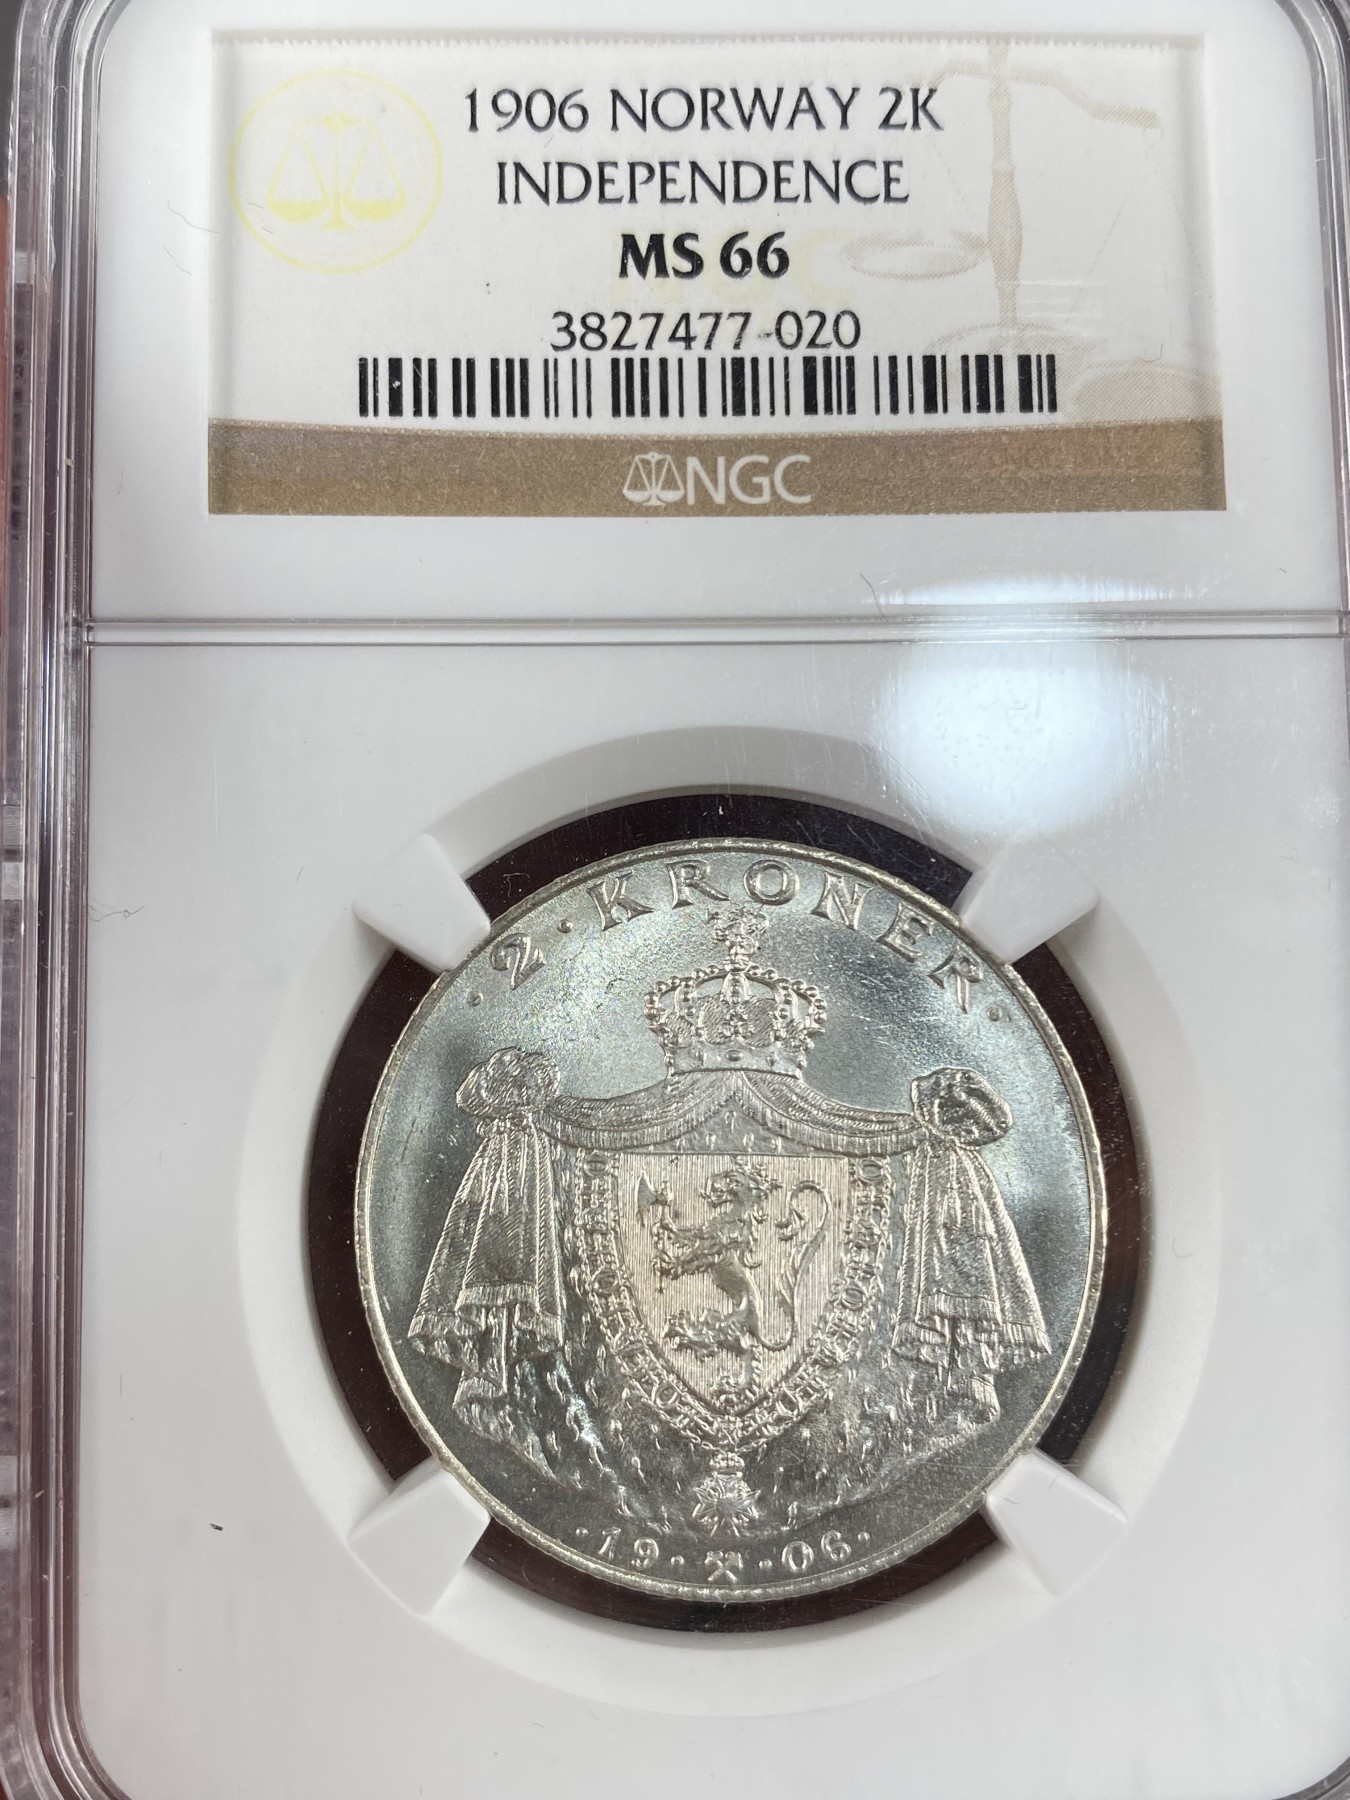 1906 NORWAY 2K
INDEPENDENCE
MS 66
3827477-020
NGC
· 2 · KRONER ·
· 19 · · 06 ·